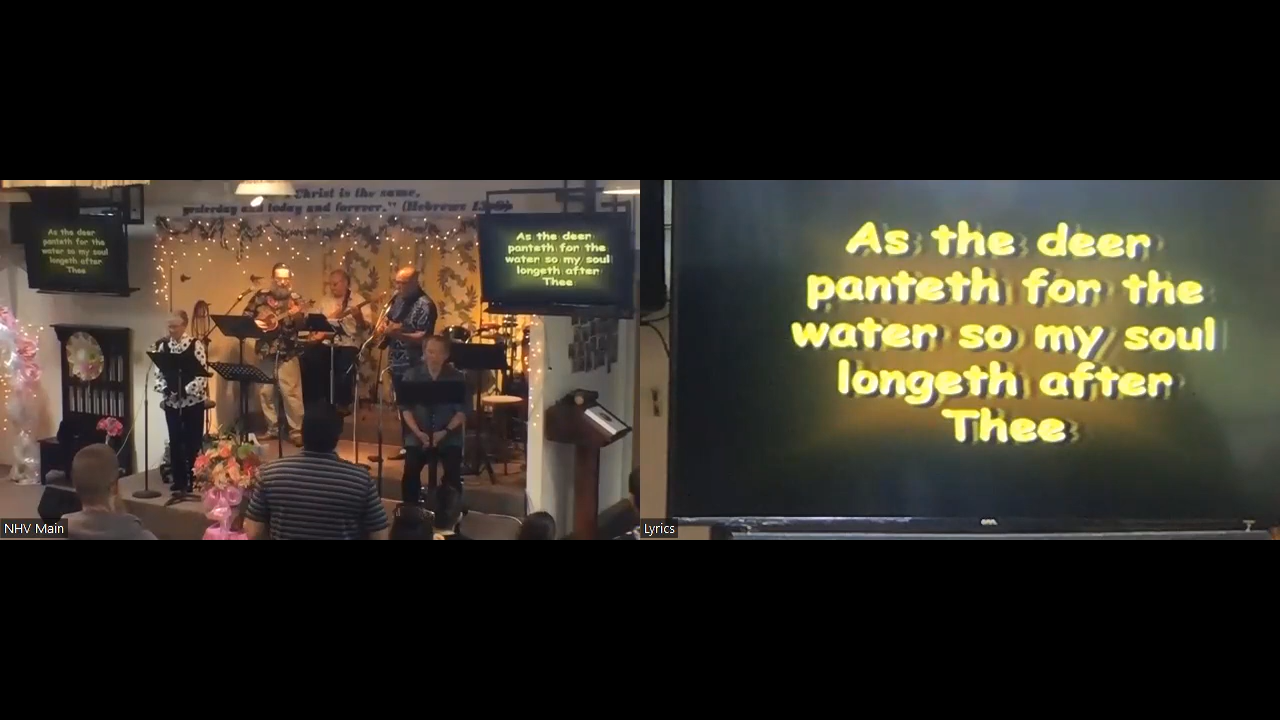 Christ is the same,
yesterday and today and forever." (Hebrews 13:8)
As the deer
panteth for the
water so my soul
longeth after
Thee
As the deer
panteth for the
water so my soul
longeth after
Thee
NHV Main
As the deer
panteth for the
water so my soul
longeth after
Thee
Lyrics